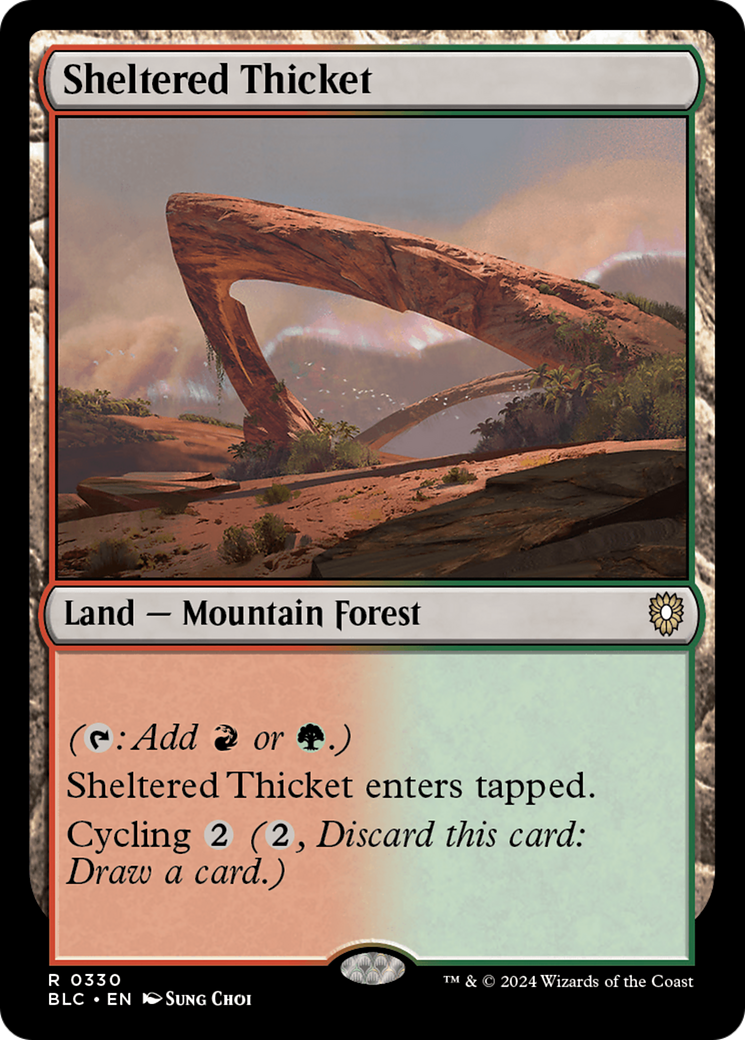 Sheltered Thicket
Land — Mountain Forest
(: Add or .)
Sheltered Thicket enters tapped.
Cycling 2 (2, Discard this card:
Draw a card.)
R 0330
BLC • EN Sung Choi
™ & © 2024 Wizards of the Coast